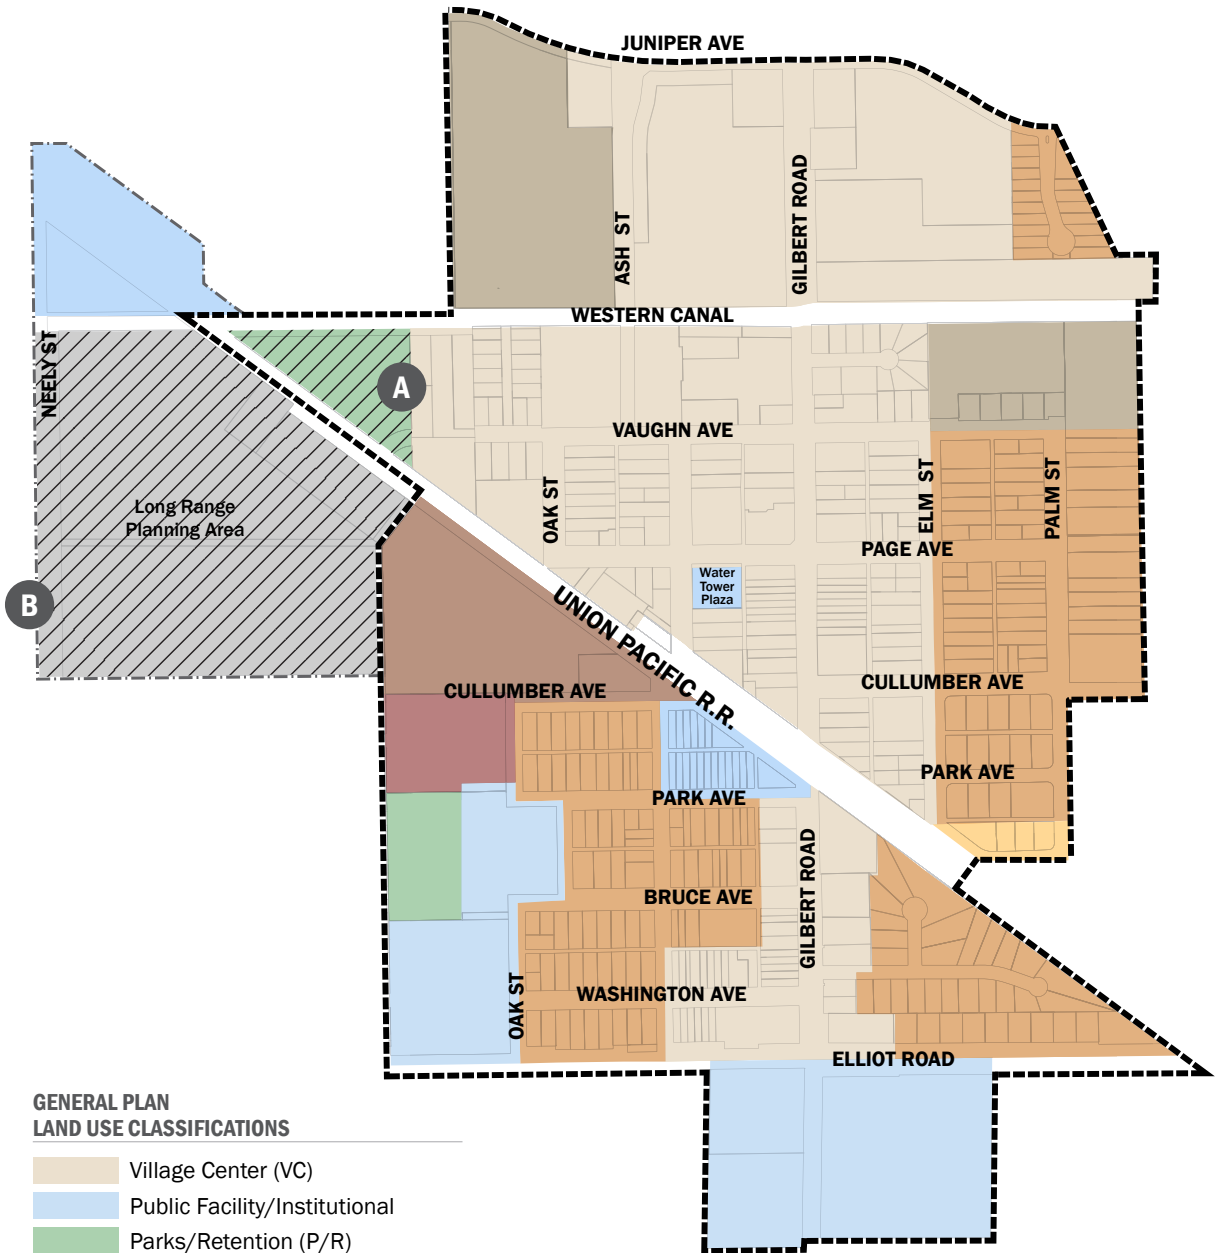 JUNIPER AVE
GILBERT ROAD
ASH ST
WESTERN CANAL
NEELY ST
A
VAUGHN AVE
OAK ST
ELM ST
PALM ST
Long Range
Planning Area
PAGE AVE
Water
Tower
Plaza
B
UNION PACIFIC R.R.
CULLUMBER AVE
CULLUMBER AVE
PARK AVE
PARK AVE
GILBERT ROAD
BRUCE AVE
OAK ST
WASHINGTON AVE
ELLIOT ROAD
GENERAL PLAN
LAND USE CLASSIFICATIONS
Village Center (VC)
Public Facility/Institutional
Parks/Retention (P/R)